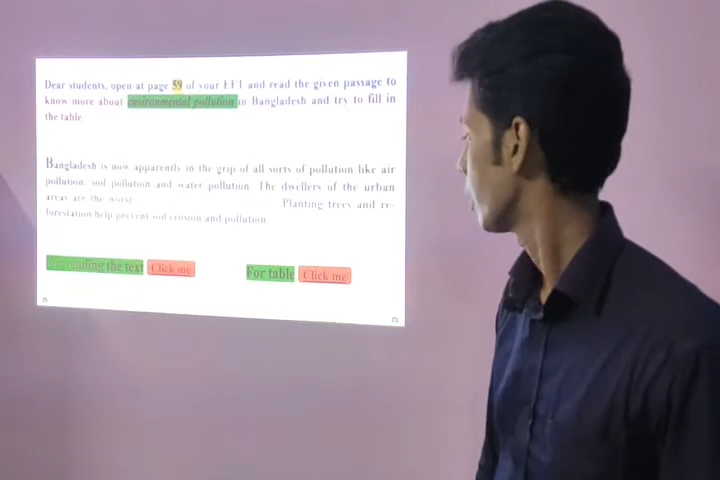 Dear students, open at page 59 of your EFT and read the given passage to
know more about environmental pollution in Bangladesh and try to fill in
the table.
Bangladesh is now apparently in the grip of all sorts of pollution like air
pollution, soil pollution and water pollution. The dwellers of the urban
areas are the worst Planting trees and re-
forestation help prevent soil erosion and pollution.
reading the text Click me For table Click me